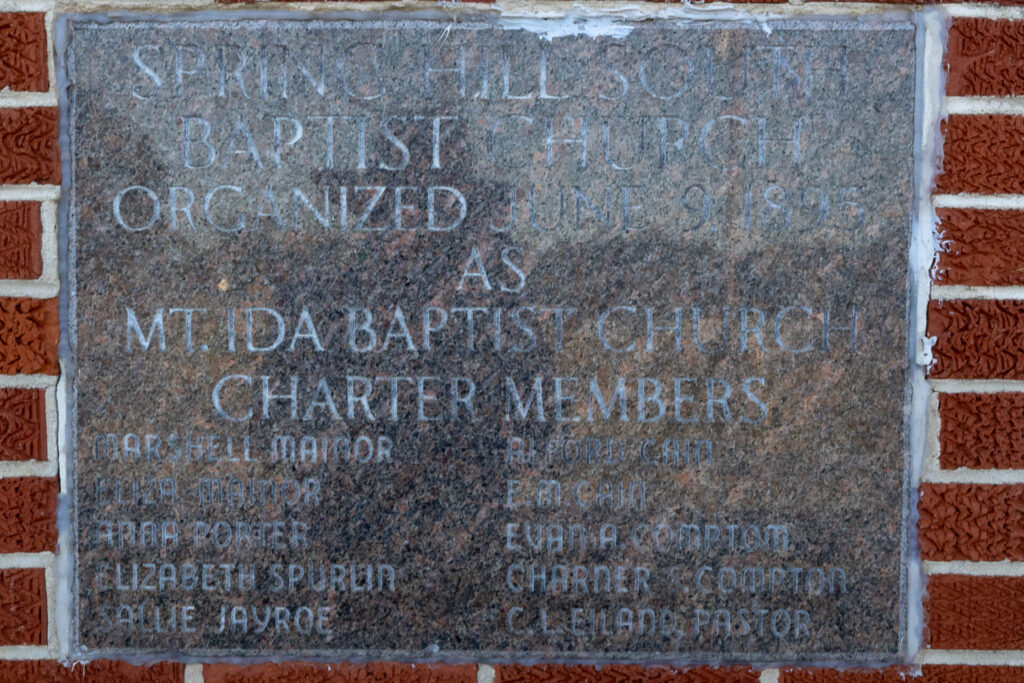 SPRING HILL SOUTH
BAPTIST CHURCH
ORGANIZED JUNE 9, 1895
AS
MT. IDA BAPTIST CHURCH
CHARTER MEMBERS
MARSHELL MAINOR ALFORD CAIN
ELIZA MAINOR E. M. CAIN
ANNA PORTER EVAN A COMPTOM
ELIZABETH SPURLIN CHARNER COMPTON
SALLIE JAYROE C. L. EILAND, PASTOR